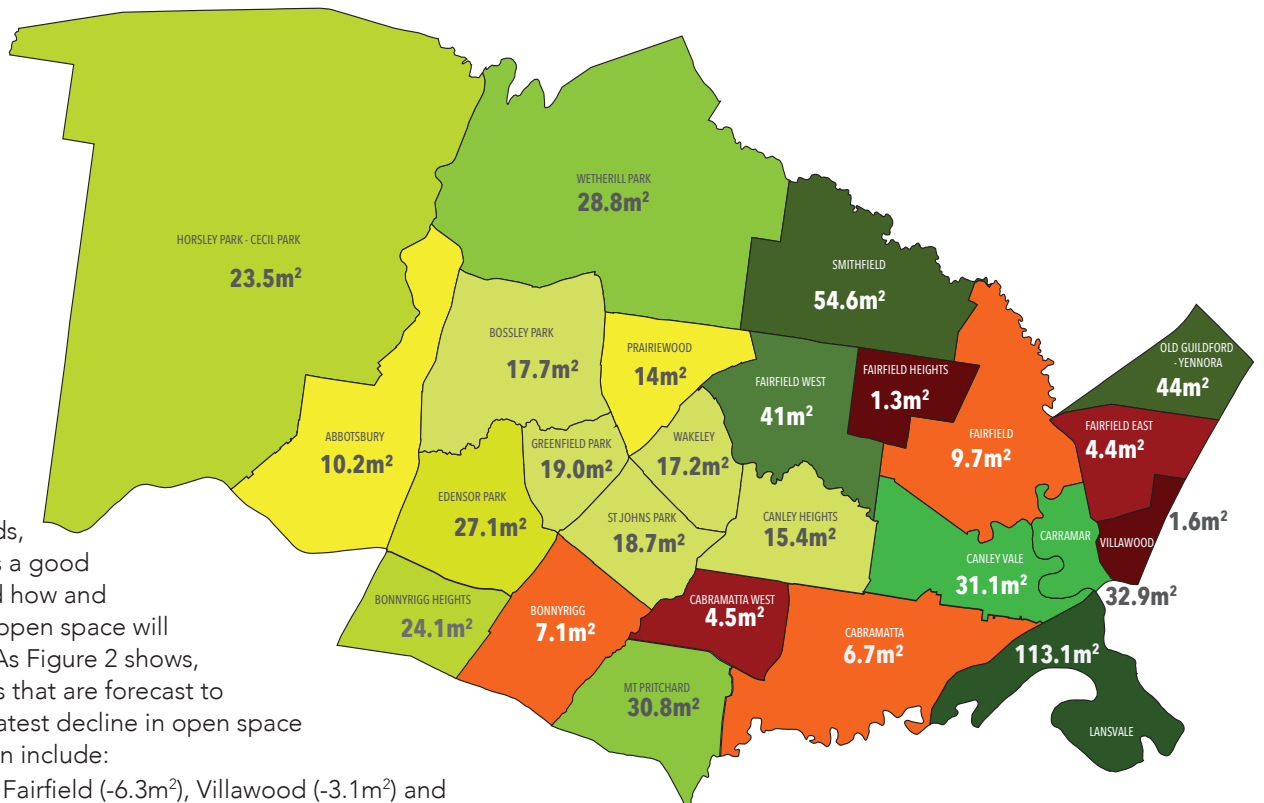 WETHERILL PARK
28.8m²
HORSLEY PARK - CECIL PARK
23.5m²
SMITHFIELD
54.6m²
BOSSLEY PARK
17.7m²
PRAIRIEWOOD
14m²
FAIRFIELD WEST
41m²
FAIRFIELD HEIGHTS
1.3m²
OLD GUILDFORD
- YENNORA
44m²
FAIRFIELD
9.7m²
FAIRFIELD EAST
4.4m²
ABBOTSBURY
10.2m²
GREENFIELD PARK
19.0m²
WAKELEY
17.2m²
EDENSOR PARK
27.1m²
ST JOHNS PARK
18.7m²
CANLEY HEIGHTS
15.4m²
CANLEY VALE
31.1m²
CARRAMAR
32.9m²
VILLAWOOD
1.6m²
BONNYRIGG HEIGHTS
24.1m²
BONNYRIGG
7.1m²
CABRAMATTA WEST
4.5m²
CABRAMATTA
6.7m²
MT PRITCHARD
30.8m²
113.1m²
LANSVALE
ds,
s a good
d how and
open space will
As Figure 2 shows,
s that are forecast to
atest decline in open space
n include:
Fairfield (-6.3m²), Villawood (-3.1m²) and